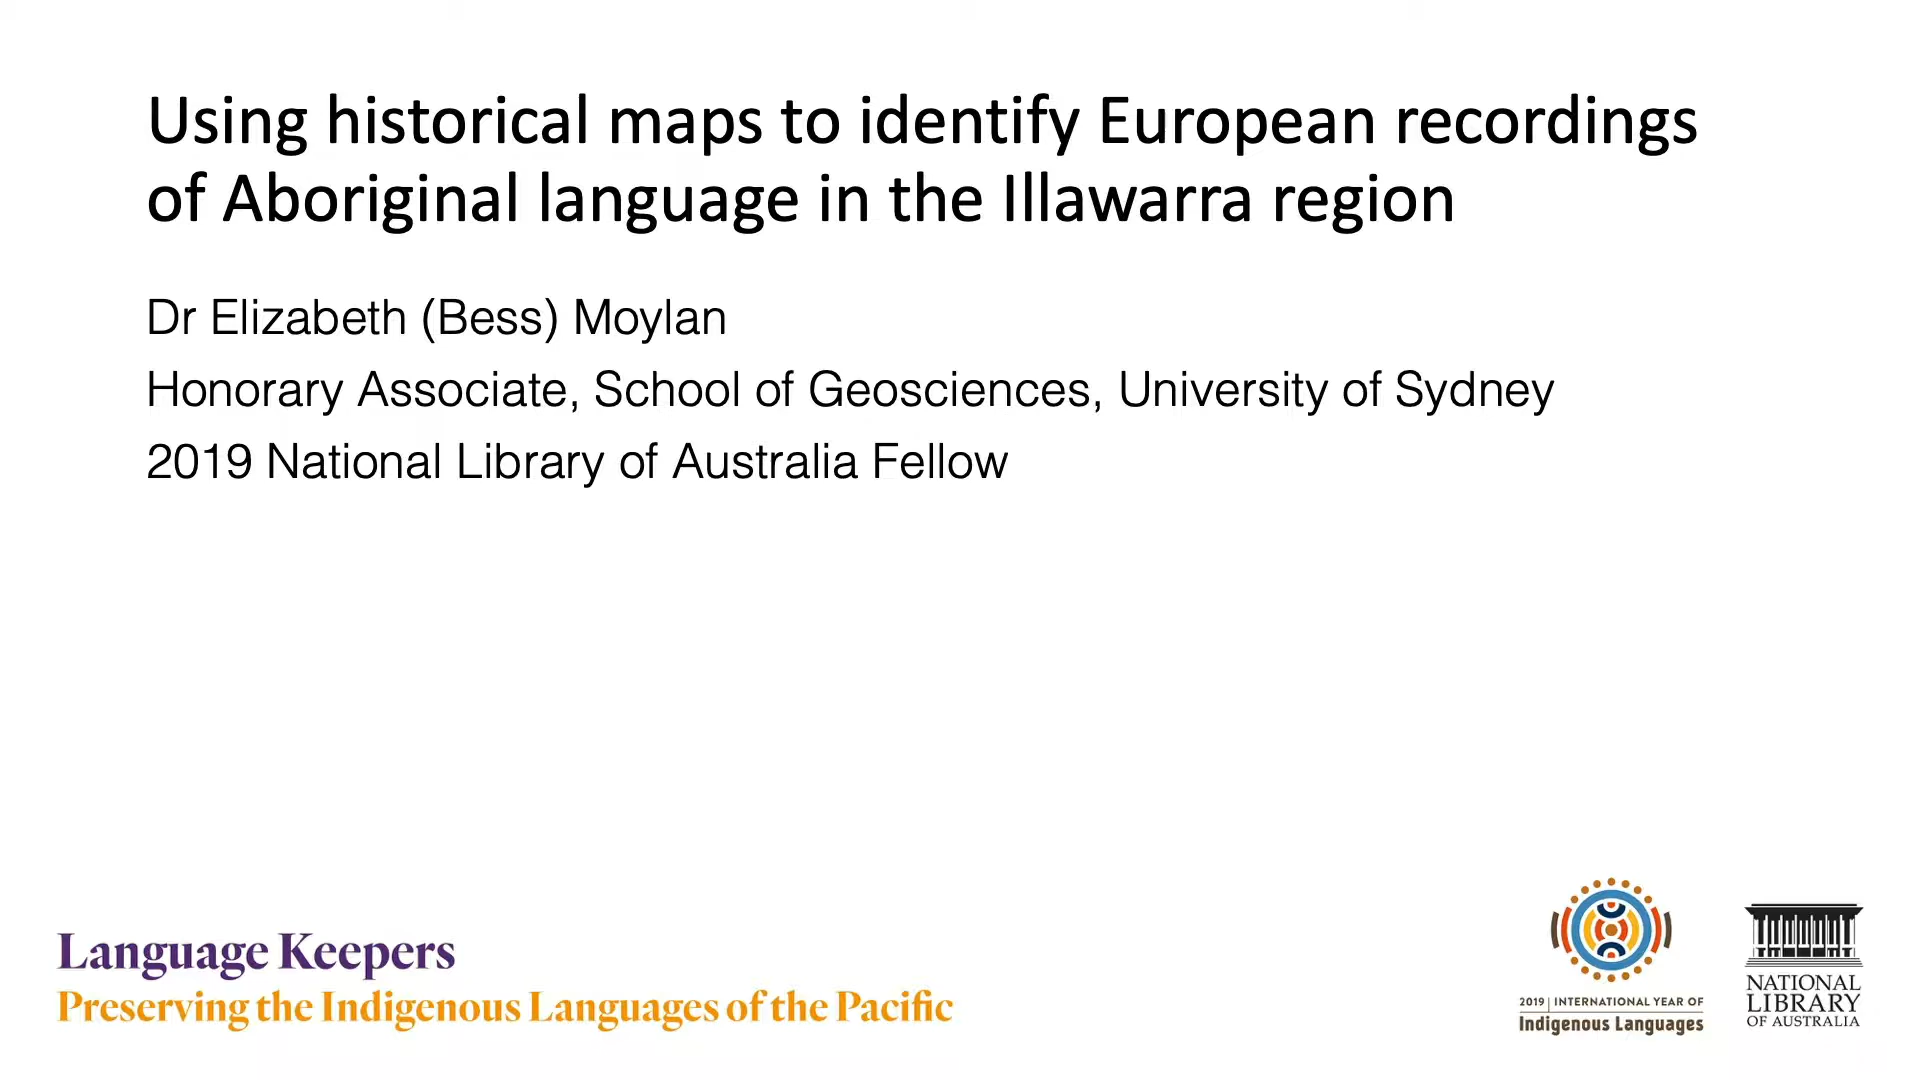 Using historical maps to identify European recordings
of Aboriginal language in the Illawarra region
Dr Elizabeth (Bess) Moylan
Honorary Associate, School of Geosciences, University of Sydney
2019 National Library of Australia Fellow
Language Keepers
Preserving the Indigenous Languages of the Pacific
2019 | INTERNATIONAL YEAR OF
Indigenous Languages
NATIONAL
LIBRARY
OF AUSTRALIA